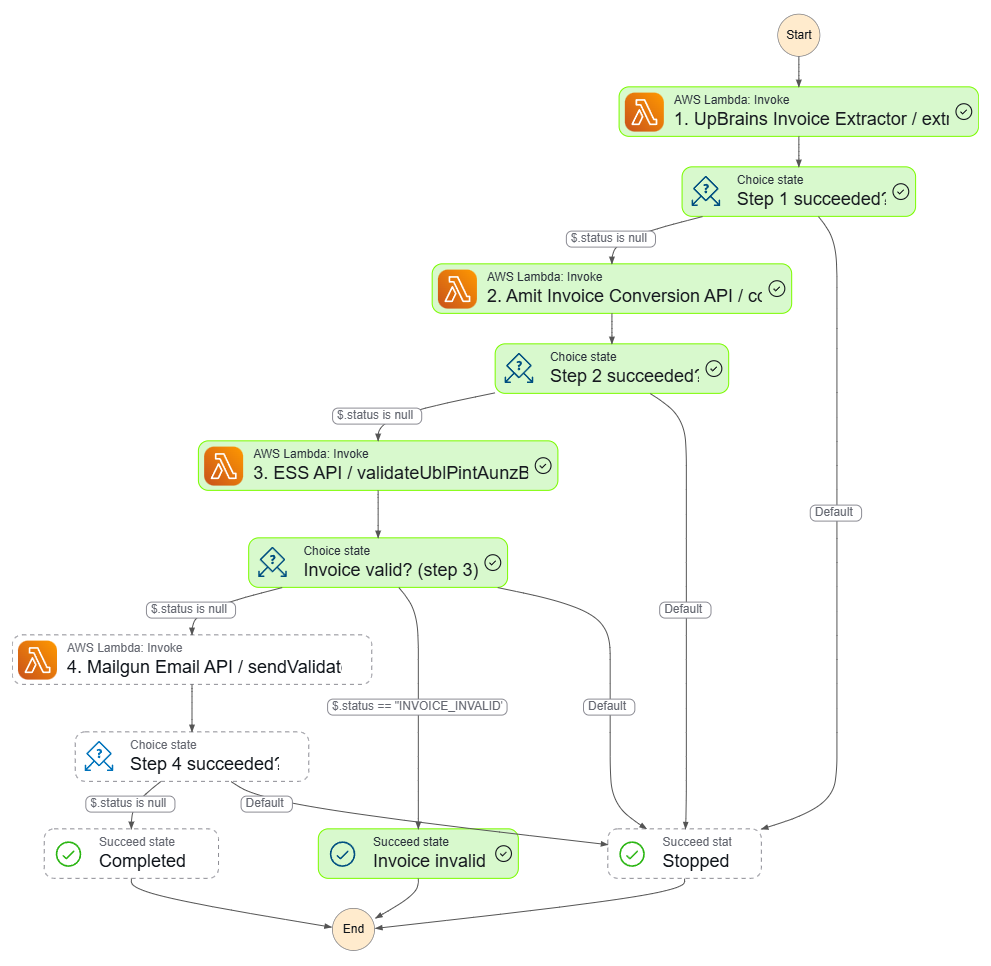 Start
AWS Lambda: Invoke
1. UpBrains Invoice Extractor / extr
Choice state
Step 1 succeeded?
$.status is null
AWS Lambda: Invoke
2. Amit Invoice Conversion API / co
Choice state
Step 2 succeeded?
$.status is null
AWS Lambda: Invoke
3. ESS API / validateUblPintAunzB
Default
Choice state
Invoice valid? (step 3)
$.status is null
Default
AWS Lambda: Invoke
4. Mailgun Email API / sendValidat
$.status == "INVOICE_INVALID"
Default
Choice state
Step 4 succeeded?
$.status is null
Default
Succeed state
Completed
Succeed state
Invoice invalid
Succeed stat
Stopped
End